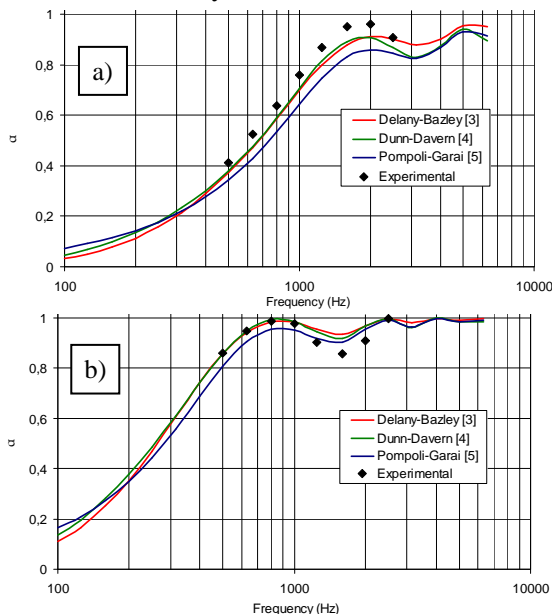 1
0,8
0,6
0,4
0,2
0
α
a)
Delany-Bazley [3]
Dunn-Davern [4]
Pompoli-Garai [5]
Experimental
100
1000
10000
Frequency (Hz)
1
0,8
0,6
0,4
0,2
0
α
b)
Delany-Bazley [3]
Dunn-Davern [4]
Pompoli-Garai [5]
Experimental
100
1000
10000
Frequency (Hz)